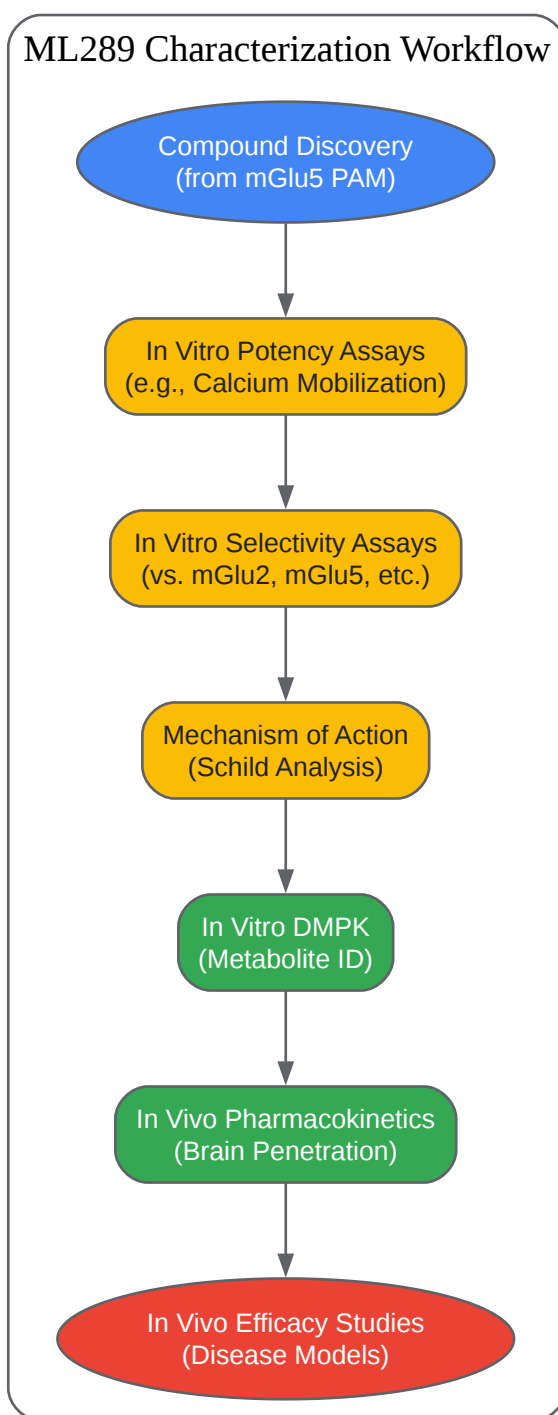 ML289 Characterization Workflow
Compound Discovery
(from mGlu5 PAM)
In Vitro Potency Assays
(e.g., Calcium Mobilization)
In Vitro Selectivity Assays
(vs. mGlu2, mGlu5, etc.)
Mechanism of Action
(Schild Analysis)
In Vitro DMPK
(Metabolite ID)
In Vivo Pharmacokinetics
(Brain Penetration)
In Vivo Efficacy Studies
(Disease Models)